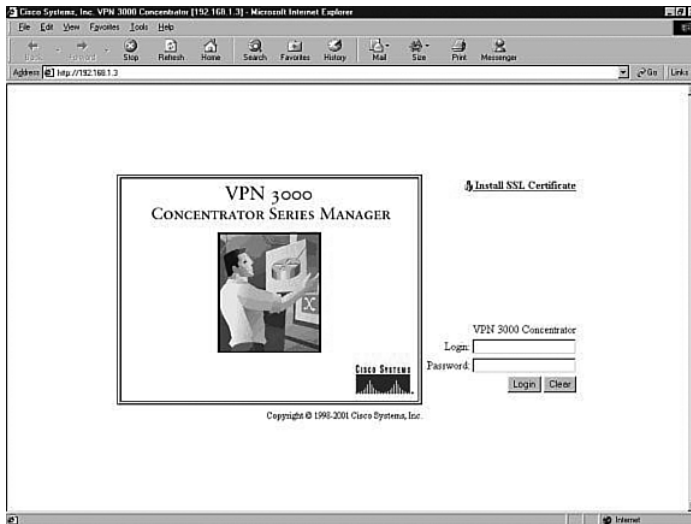 Cisco Systems, Inc. VPN 3000 Concentrator [192.168.1.3] - Microsoft Internet Explorer
File Edit View Favorites Tools Help
Back Forward Stop Refresh Home Search Favorites History Mail Size Print Messenger
Address http://192.168.1.3 Go Links
Install SSL Certificate
VPN 3000
CONCENTRATOR SERIES MANAGER
VPN 3000 Concentrator
Login:
Password:
Login Clear
CISCO SYSTEMS
Copyright © 1998-2001 Cisco Systems, Inc.
Internet